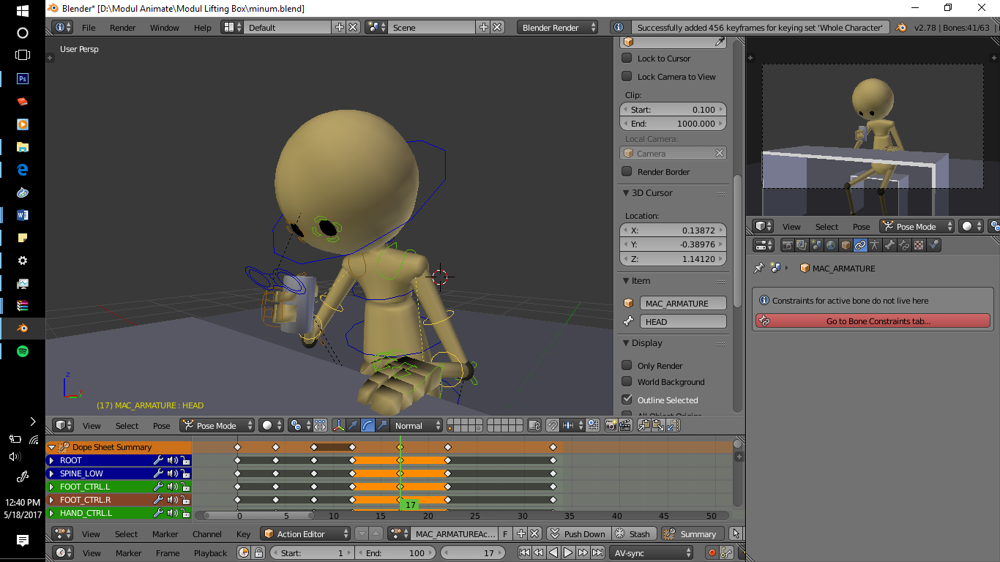 Blender* [D:\Modul Animate\Modul Lifting Box\minum.blend]
File Render Window Help Default Scene Blender Render Successfully added 456 keyframes for keying set 'Whole Character' v2.78 | Bones:41/63
User Persp
Lock to Cursor
Lock Camera to View
Clip:
Start: 0.100
End: 1000.000
Local Camera:
Camera
Render Border
3D Cursor
Location:
X: 0.13872
Y: -0.38976
Z: 1.14120
Item
MAC_ARMATURE
HEAD
Display
Only Render
World Background
Outline Selected
All Object Origins
View Select Pose Pose Mode
MAC_ARMATURE
Constraints for active bone do not live here
Go to Bone Constraints tab...
Ps
z
(17) MAC_ARMATURE : HEAD
View Select Pose Pose Mode Normal
Dope Sheet Summary
ROOT
SPINE_LOW
FOOT_CTRL.L
FOOT_CTRL.R
HAND_CTRL.L
17
0 5 10 15 20 25 30 35 40 45 50
View Select Marker Channel Key Action Editor MAC_ARMATUREAc... F Push Down Stash Summary
View Marker Frame Playback Start: 1 End: 100 17 AV-sync
12:40 PM
5/18/2017